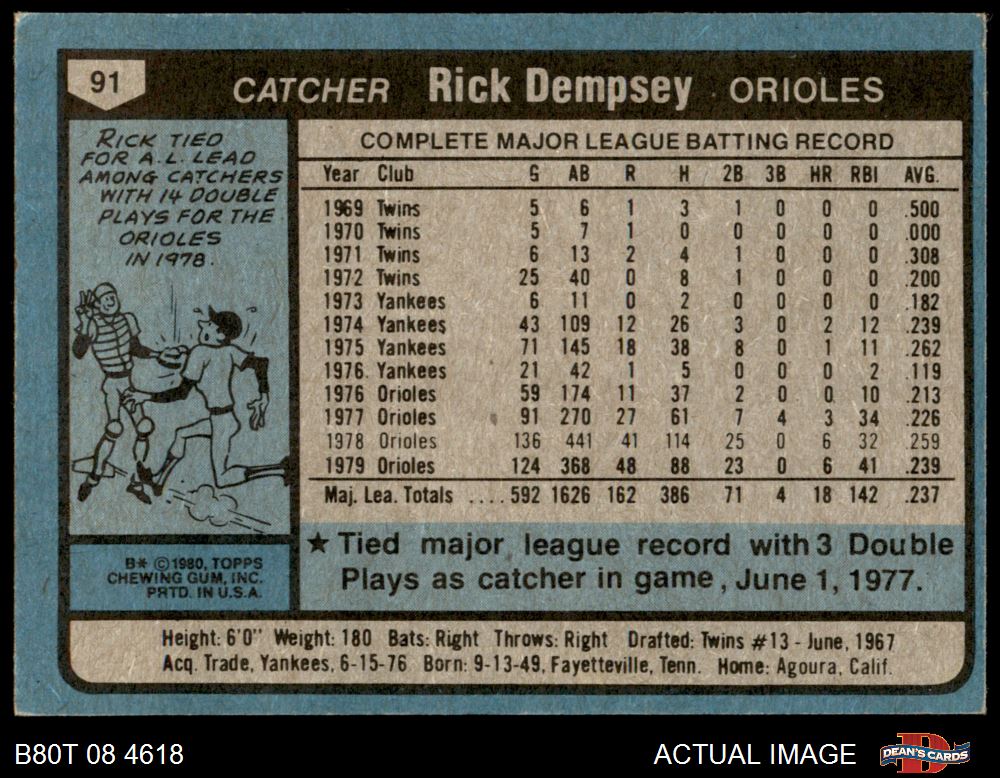 91 CATCHER Rick Dempsey ORIOLES
RICK TIED
FOR A.L. LEAD
AMONG CATCHERS
WITH 14 DOUBLE
PLAYS FOR THE
ORIOLES
IN 1978.
COMPLETE MAJOR LEAGUE BATTING RECORD
Year Club G AB R H 2B 3B HR RBI AVG.
1969 Twins 5 6 1 3 1 0 0 0 .500
1970 Twins 5 7 1 0 0 0 0 0 .000
1971 Twins 6 13 2 4 1 0 0 0 .308
1972 Twins 25 40 0 8 1 0 0 0 .200
1973 Yankees 6 11 0 2 0 0 0 0 .182
1974 Yankees 43 109 12 26 3 0 2 12 .239
1975 Yankees 71 145 18 38 8 0 1 11 .262
1976 Yankees 21 42 1 5 0 0 0 2 .119
1976 Orioles 59 174 11 37 2 0 0 10 .213
1977 Orioles 91 270 27 61 7 4 3 34 .226
1978 Orioles 136 441 41 114 25 0 6 32 .259
1979 Orioles 124 368 48 88 23 0 6 41 .239
Maj. Lea. Totals ....592 1626 162 386 71 4 18 142 .237
★ Tied major league record with 3 Double
Plays as catcher in game, June 1, 1977.
B* ©1980, TOPPS
CHEWING GUM, INC.
PRTD. IN U.S.A.
Height: 6'0" Weight: 180 Bats: Right Throws: Right Drafted: Twins #13 - June, 1967
Acq. Trade, Yankees, 6-15-76 Born: 9-13-49, Fayetteville, Tenn. Home: Agoura, Calif.
B80T 08 4618 ACTUAL IMAGE D DEAN'S CARDS